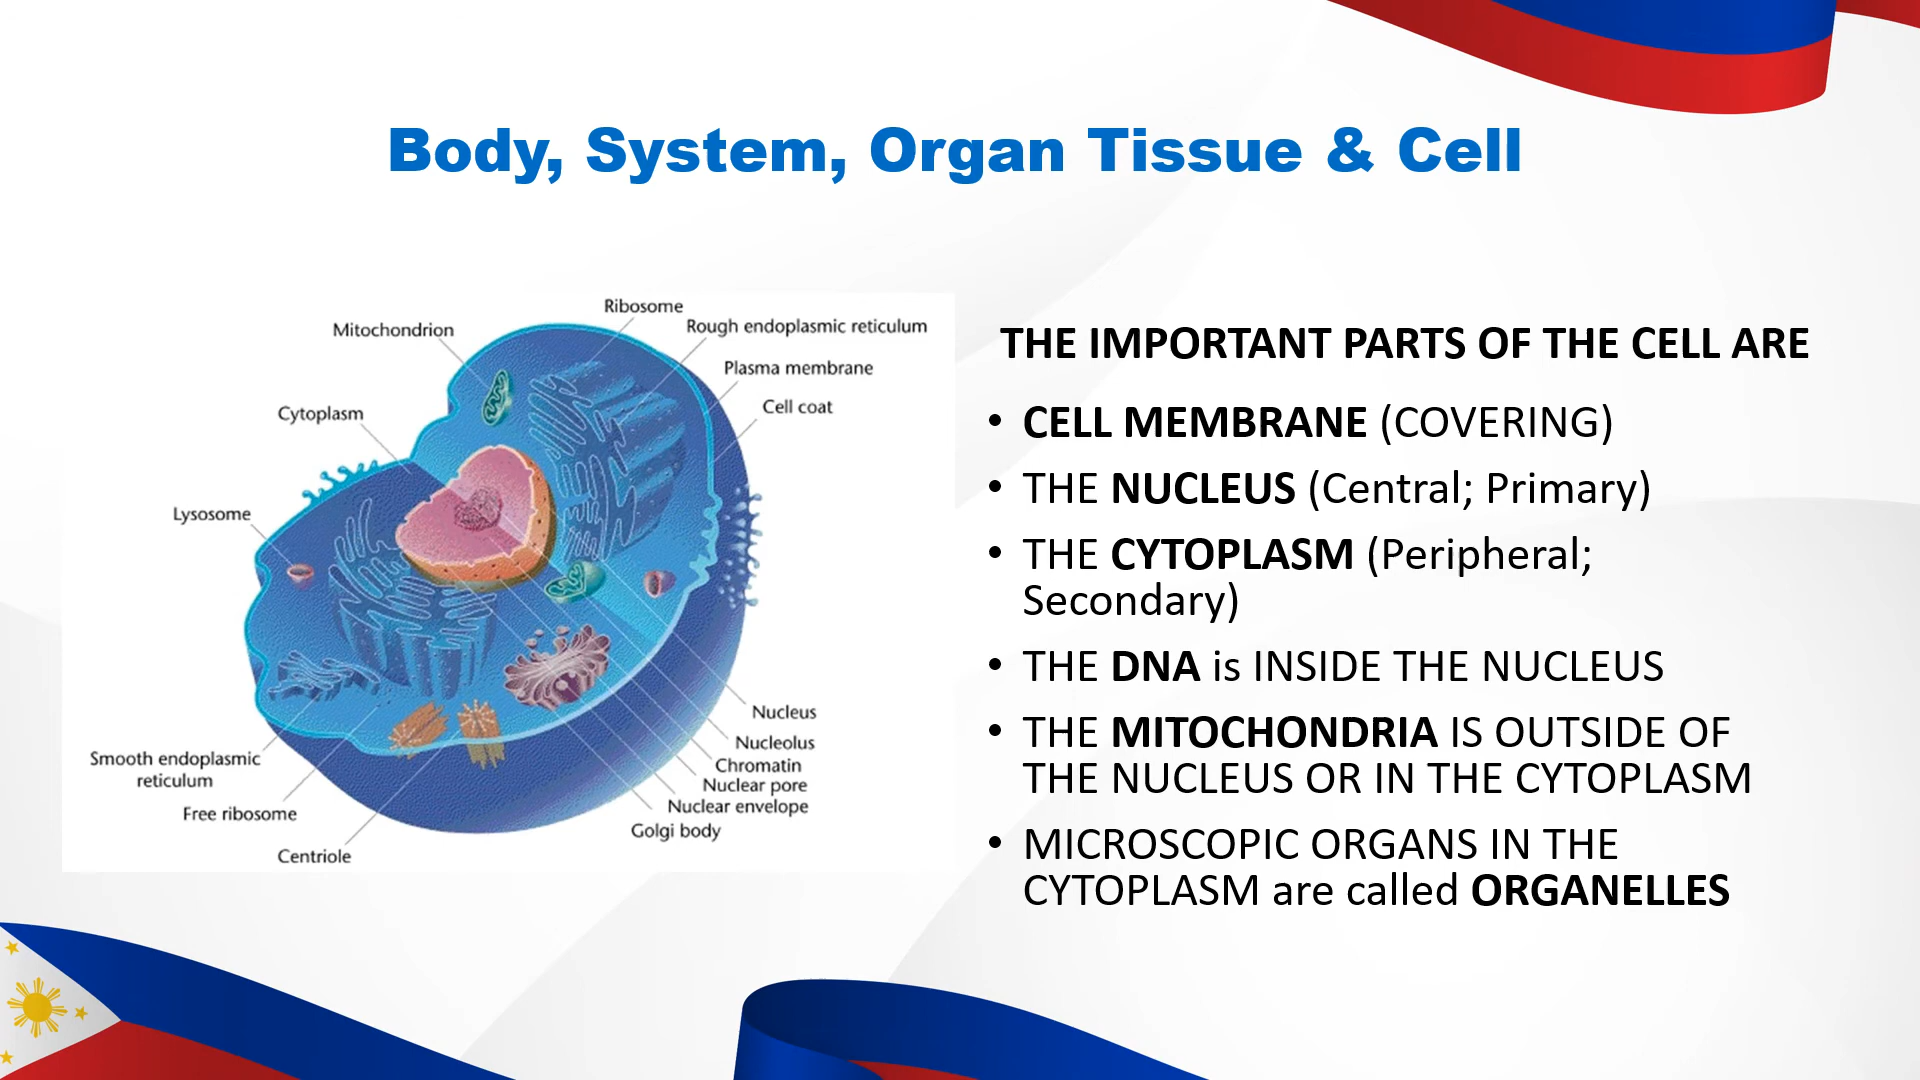 Body, System, Organ Tissue & Cell
Ribosome
Mitochondrion
Rough endoplasmic reticulum
Plasma membrane
Cell coat
Cytoplasm
Lysosome
Nucleus
Nucleolus
Chromatin
Nuclear pore
Nuclear envelope
Golgi body
Smooth endoplasmic
reticulum
Free ribosome
Centriole
THE IMPORTANT PARTS OF THE CELL ARE
• CELL MEMBRANE (COVERING)
• THE NUCLEUS (Central; Primary)
• THE CYTOPLASM (Peripheral;
Secondary)
• THE DNA is INSIDE THE NUCLEUS
• THE MITOCHONDRIA IS OUTSIDE OF
THE NUCLEUS OR IN THE CYTOPLASM
• MICROSCOPIC ORGANS IN THE
CYTOPLASM are called ORGANELLES